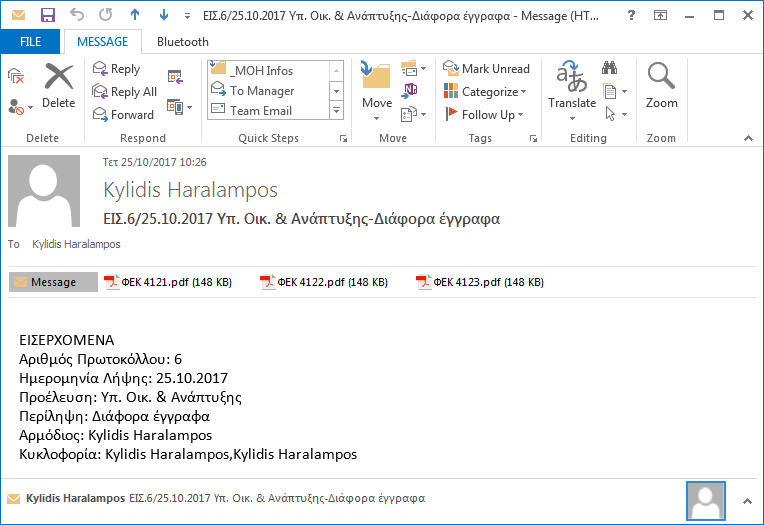 ΕΙΣ.6/25.10.2017 Υπ. Οικ. & Ανάπτυξης-Διάφορα έγγραφα - Message (HT...
FILE MESSAGE Bluetooth
Delete
Delete
Reply
Reply All
Forward
Respond
_MOH Infos
To Manager
Team Email
Quick Steps
Move
Move
Mark Unread
Categorize
Follow Up
Tags
Translate
Editing
Zoom
Zoom
Τετ 25/10/2017 10:26
Kylidis Haralampos
ΕΙΣ.6/25.10.2017 Υπ. Οικ. & Ανάπτυξης-Διάφορα έγγραφα
To Kylidis Haralampos
Message ΦΕΚ 4121.pdf (148 KB) ΦΕΚ 4122.pdf (148 KB) ΦΕΚ 4123.pdf (148 KB)
ΕΙΣΕΡΧΟΜΕΝΑ
Αριθμός Πρωτοκόλλου: 6
Ημερομηνία Λήψης: 25.10.2017
Προέλευση: Υπ. Οικ. & Ανάπτυξης
Περίληψη: Διάφορα έγγραφα
Αρμόδιος: Kylidis Haralampos
Κυκλοφορία: Kylidis Haralampos,Kylidis Haralampos
Kylidis Haralampos ΕΙΣ.6/25.10.2017 Υπ. Οικ. & Ανάπτυξης-Διάφορα έγγραφα